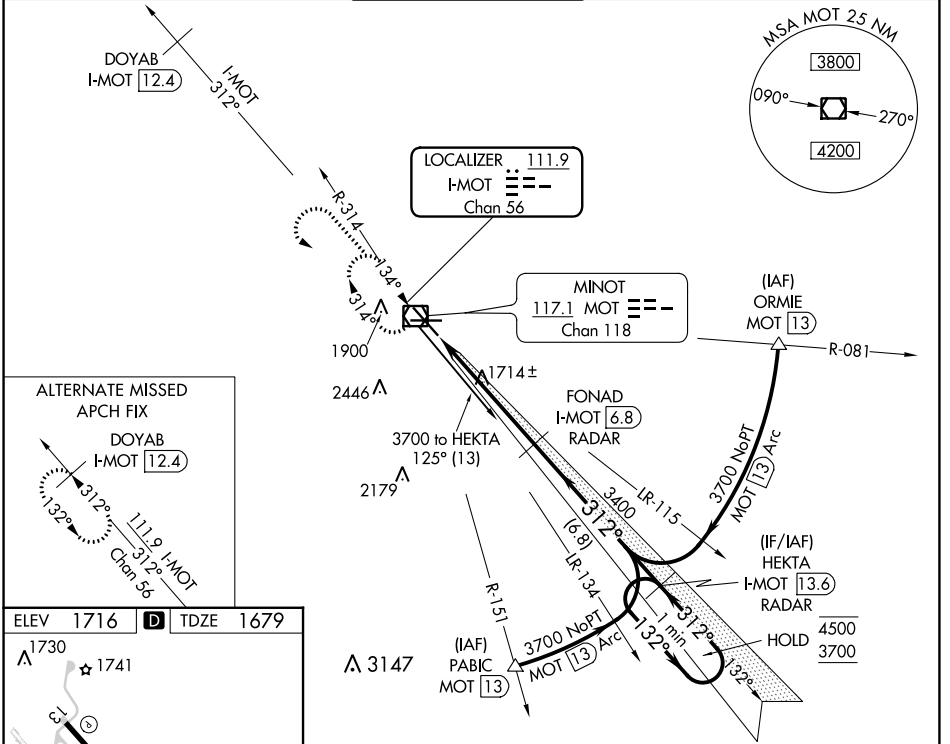 DOYAB
I-MOT 12.4
I-MOT
312°
MSA MOT 25 NM
3800
090°
270°
4200
LOCALIZER 111.9
I-MOT
Chan 56
R-314
134°
314°
MINOT
117.1 MOT
Chan 118
(IAF)
ORMIE
MOT 13
R-081
1900
2446
1714±
ALTERNATE MISSED
APCH FIX
DOYAB
I-MOT 12.4
312°
132°
111.9 I-MOT
312°
Chan 56
3700 to HEKTA
125° (13)
2179
FONAD
I-MOT 6.8
RADAR
3700 NoPT
MOT 13 Arc
LR-115
3400
312°
(6.8)
LR-134
R-151
(IF/IAF)
HEKTA
I-MOT 13.6
RADAR
1 min
312°
132°
132°
HOLD 4500
3700
3700 NoPT
MOT 13 Arc
(IAF)
PABIC
MOT 13
3147
ELEV 1716 D TDZE 1679
1730
1741
13
P